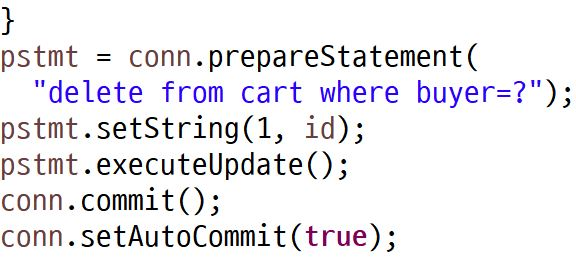 }
pstmt = conn.prepareStatement(
"delete from cart where buyer=?");
pstmt.setString(1, id);
pstmt.executeUpdate();
conn.commit();
conn.setAutoCommit(true);